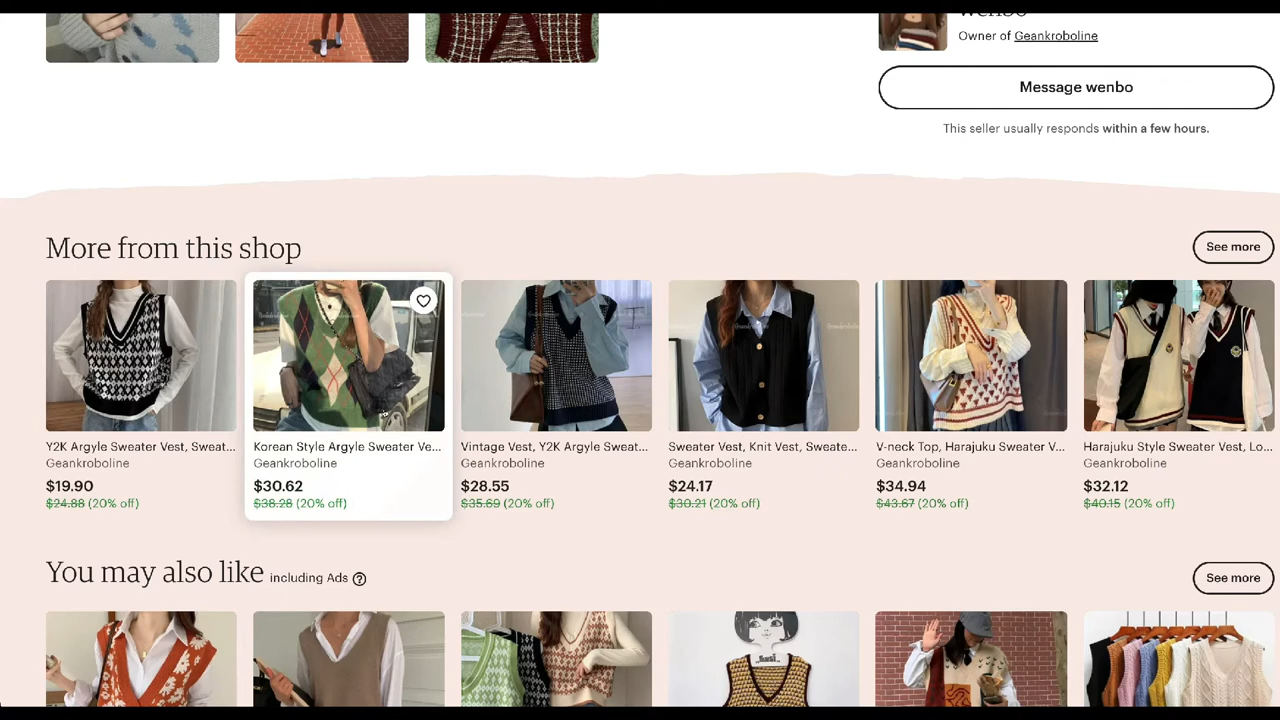 Owner of Geankroboline
Message wenbo
This seller usually responds within a few hours.
More from this shop
See more
Y2K Argyle Sweater Vest, Sweat...
Geankroboline
$19.90
$24.88 (20% off)
Korean Style Argyle Sweater Ve...
Geankroboline
$30.62
$38.28 (20% off)
Vintage Vest, Y2K Argyle Sweat...
Geankroboline
$28.55
$35.69 (20% off)
Sweater Vest, Knit Vest, Sweate...
Geankroboline
$24.17
$30.21 (20% off)
V-neck Top, Harajuku Sweater V...
Geankroboline
$34.94
$43.67 (20% off)
Harajuku Style Sweater Vest, Lo...
Geankroboline
$32.12
$40.15 (20% off)
You may also like including Ads ?
See more